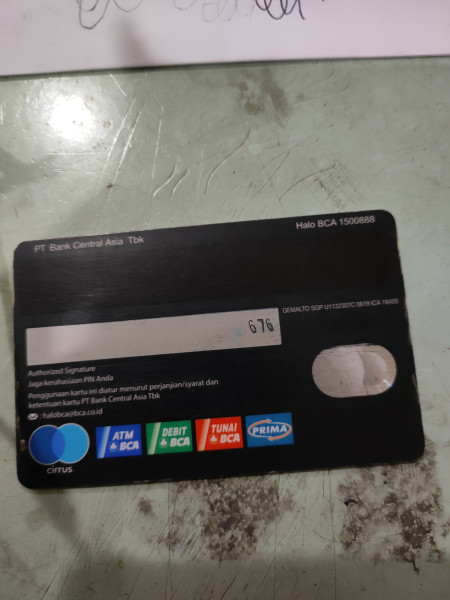 PT Bank Central Asia Tbk
Halo BCA 1500888
GEMALTO SGP
676
Authorized Signature
Jaga kerahasiaan PIN Anda
Penggunaan kartu ini diatur menurut perjanjian/syarat dan
ketentuan kartu PT Bank Central Asia Tbk
: halobca@bca.co.id
cirrus
ATM
BCA
DEBIT
BCA
TUNAI
BCA
PRIMA